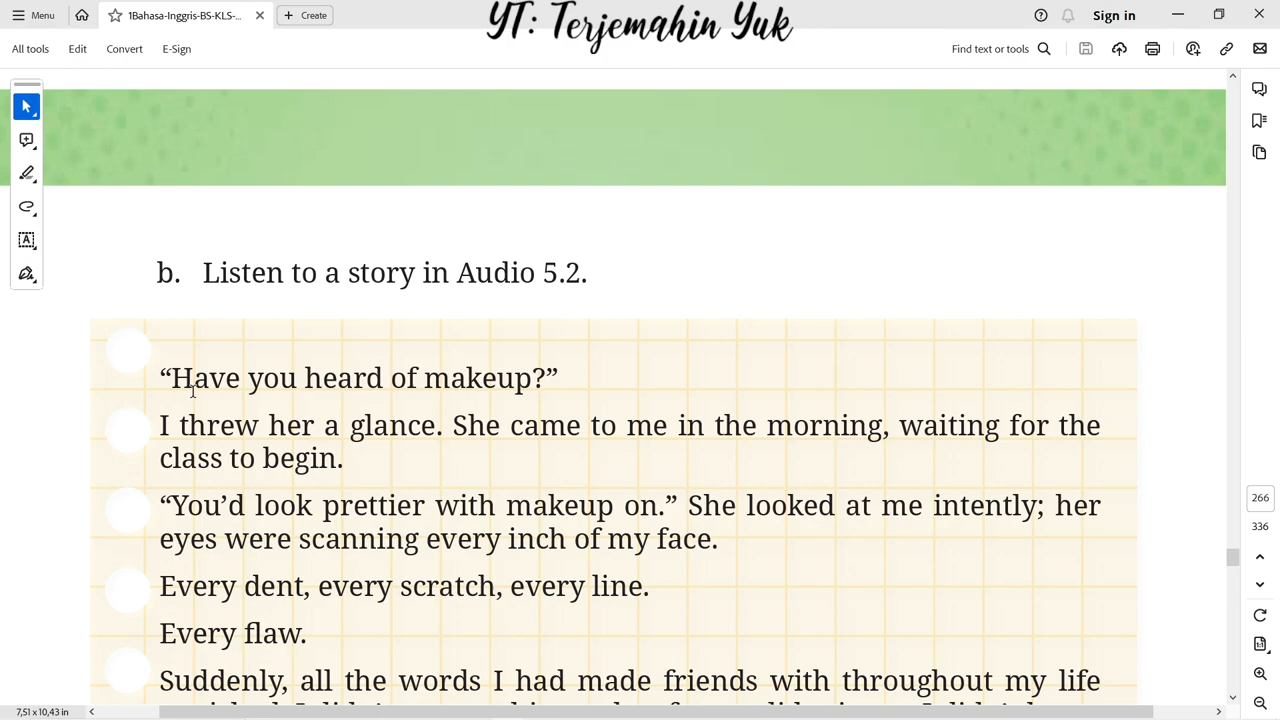 Menu
1Bahasa-Inggris-BS-KLS-...
Create
YT: Terjemahin Yuk
Sign in
All tools
Edit
Convert
E-Sign
Find text or tools
b. Listen to a story in Audio 5.2.
“Have you heard of makeup?”
I threw her a glance. She came to me in the morning, waiting for the
class to begin.
“You’d look prettier with makeup on.” She looked at me intently; her
eyes were scanning every inch of my face.
Every dent, every scratch, every line.
Every flaw.
Suddenly, all the words I had made friends with throughout my life
266
336
7,51 x 10,43 in